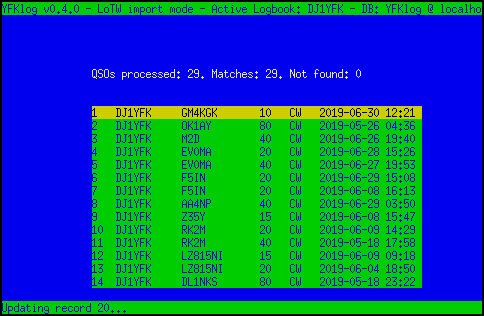 YFKlog v0.4.0 - LoTW import mode - Active Logbook: DJ1YFK - DB: YFKlog @ localho
QSOs processed: 29. Matches: 29. Not found: 0
1 DJ1YFK GM4KGK 10 CW 2019-06-30 12:21
2 DJ1YFK OK1AY 80 CW 2019-05-26 04:36
3 DJ1YFK M2D 40 CW 2019-06-26 19:40
4 DJ1YFK EV0MA 20 CW 2019-06-28 15:26
5 DJ1YFK EV0MA 40 CW 2019-06-27 19:53
6 DJ1YFK F5IN 20 CW 2019-06-29 15:08
7 DJ1YFK F5IN 20 CW 2019-06-08 16:13
8 DJ1YFK AA4NP 40 CW 2019-06-29 03:50
9 DJ1YFK Z35Y 15 CW 2019-06-08 15:47
10 DJ1YFK RK2M 20 CW 2019-06-09 14:29
11 DJ1YFK RK2M 40 CW 2019-05-18 17:58
12 DJ1YFK LZ815NI 15 CW 2019-06-09 09:18
13 DJ1YFK LZ815NI 20 CW 2019-06-04 18:50
14 DJ1YFK DL1NKS 80 CW 2019-05-18 23:22
Updating record 20...